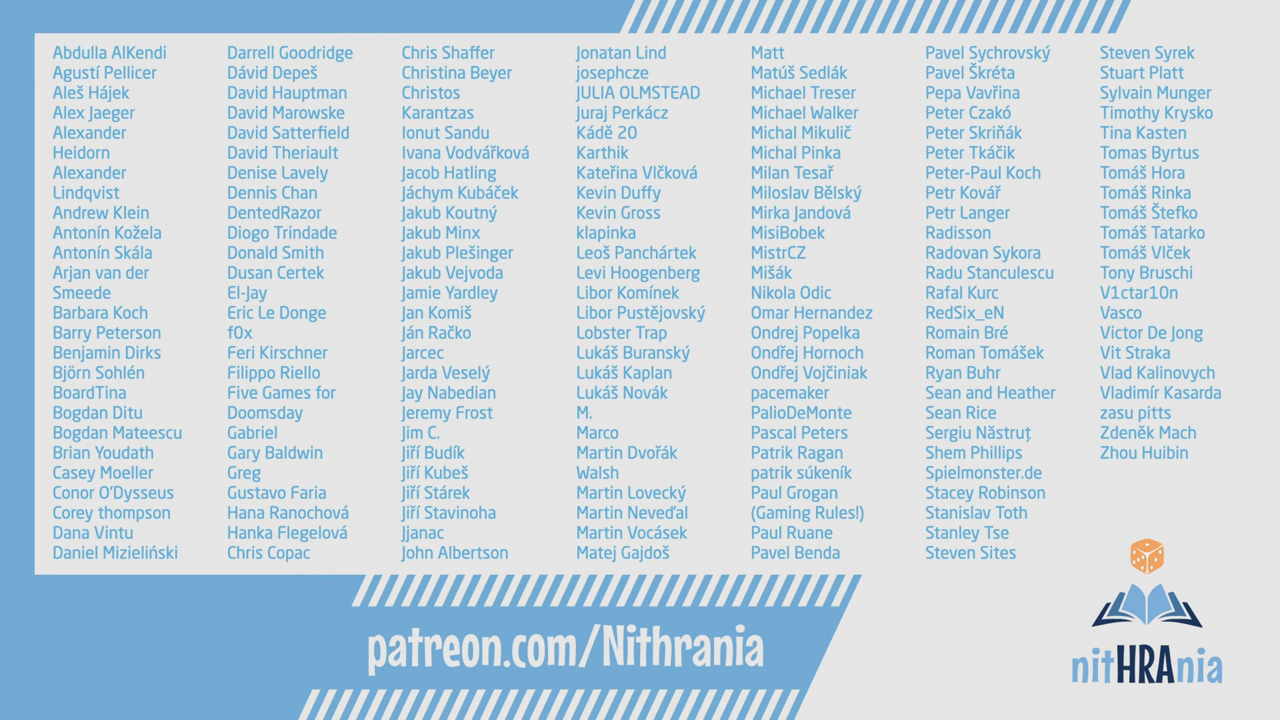 Abdulla AlKendi
Agustí Pellicer
Aleš Hájek
Alex Jaeger
Alexander
Heidorn
Alexander
Lindqvist
Andrew Klein
Antonín Kožela
Antonín Skála
Arjan van der
Smeede
Barbara Koch
Barry Peterson
Benjamin Dirks
Björn Sohlén
BoardTina
Bogdan Ditu
Bogdan Mateescu
Brian Youdath
Casey Moeller
Conor O'Dysseus
Corey thompson
Dana Vintu
Daniel Mizieliński
Darrell Goodridge
Dávid Depeš
David Hauptman
David Marowske
David Satterfield
David Theriault
Denise Lavely
Dennis Chan
DentedRazor
Diogo Trindade
Donald Smith
Dusan Certek
El-Jay
Eric Le Donge
f0x
Feri Kirschner
Filippo Riello
Five Games for
Doomsday
Gabriel
Gary Baldwin
Greg
Gustavo Faria
Hana Ranochová
Hanka Flegelová
Chris Copac
Chris Shaffer
Christina Beyer
Christos
Karantzas
Ionut Sandu
Ivana Vodvářková
Jacob Hatling
Jáchym Kubáček
Jakub Koutný
Jakub Minx
Jakub Plešinger
Jakub Vejvoda
Jamie Yardley
Jan Komiš
Ján Račko
Jarcec
Jarda Veselý
Jay Nabedian
Jeremy Frost
Jim C.
Jiří Budík
Jiří Kubeš
Jiří Stárek
Jiří Stavinoha
Jjanac
John Albertson
Jonatan Lind
josephcze
JULIA OLMSTEAD
Juraj Perkácz
Kádě 20
Karthik
Kateřina Vlčková
Kevin Duffy
Kevin Gross
klapinka
Leoš Panchártek
Levi Hoogenberg
Libor Komínek
Libor Pustějovský
Lobster Trap
Lukáš Buranský
Lukáš Kaplan
Lukáš Novák
M.
Marco
Martin Dvořák
Walsh
Martin Lovecký
Martin Neveďal
Martin Vocásek
Matej Gajdoš
Matt
Matúš Sedlák
Michael Treser
Michael Walker
Michal Mikulič
Michal Pinka
Milan Tesař
Miloslav Bělský
Mirka Jandová
MisiBobek
MistrCZ
Mišák
Nikola Odic
Omar Hernandez
Ondrej Popelka
Ondřej Hornoch
Ondřej Vojčiniak
pacemaker
PalioDeMonte
Pascal Peters
Patrik Ragan
patrik súkeník
Paul Grogan
(Gaming Rules!)
Paul Ruane
Pavel Benda
Pavel Sychrovský
Pavel Škréta
Pepa Vavřina
Peter Czakó
Peter Skriňák
Peter Tkáčik
Peter-Paul Koch
Petr Kovář
Petr Langer
Radisson
Radovan Sykora
Radu Stanculescu
Rafal Kurc
RedSix_eN
Romain Bré
Roman Tomášek
Ryan Buhr
Sean and Heather
Sean Rice
Sergiu Năstruț
Shem Phillips
Spielmonster.de
Stacey Robinson
Stanislav Toth
Stanley Tse
Steven Sites
Steven Syrek
Stuart Platt
Sylvain Munger
Timothy Krysko
Tina Kasten
Tomas Byrtus
Tomáš Hora
Tomáš Rinka
Tomáš Štefko
Tomáš Tatarko
Tomáš Vlček
Tony Bruschi
V1ctar10n
Vasco
Victor De Jong
Vit Straka
Vlad Kalinovych
Vladimír Kasarda
zasu pitts
Zdeněk Mach
Zhou Huibin
patreon.com/Nithrania
nitHRAnia